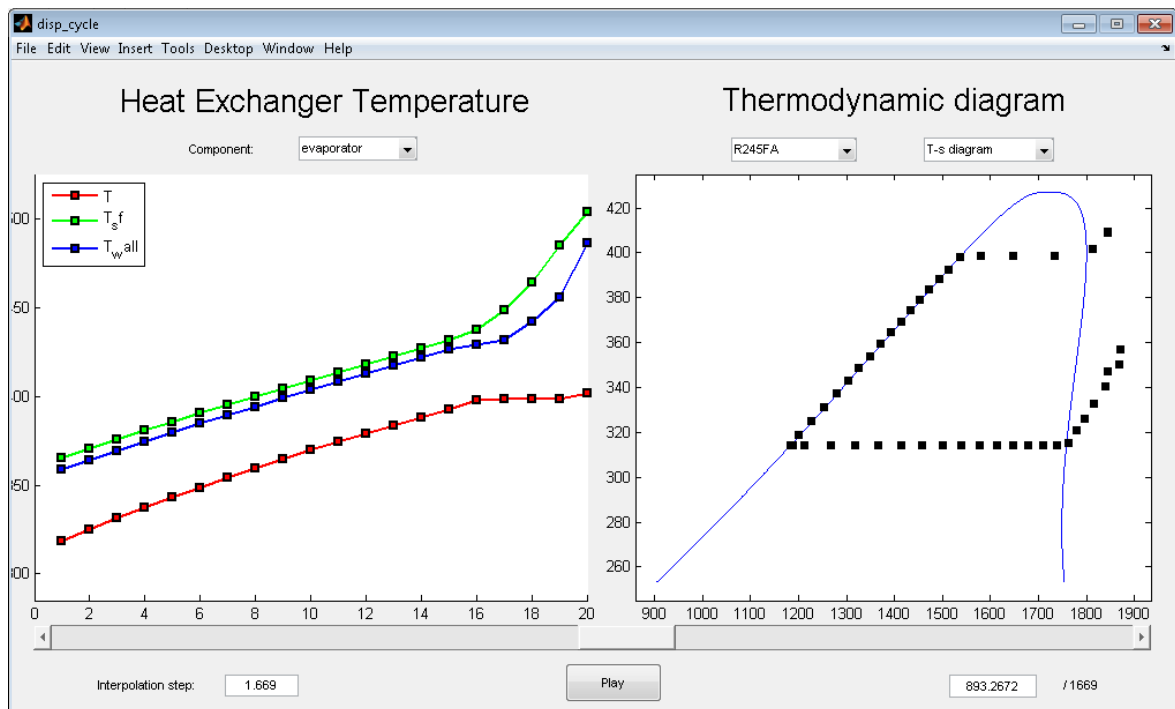 disp_cycle
File Edit View Insert Tools Desktop Window Help
Heat Exchanger Temperature
Thermodynamic diagram
Component:
evaporator
R245FA
T-s diagram
T
T_sf
T_wall
0 2 4 6 8 10 12 14 16 18 20
420
400
380
360
340
320
300
280
260
900 1000 1100 1200 1300 1400 1500 1600 1700 1800 1900
Interpolation step:
1.669
Play
893.2672
/ 1669